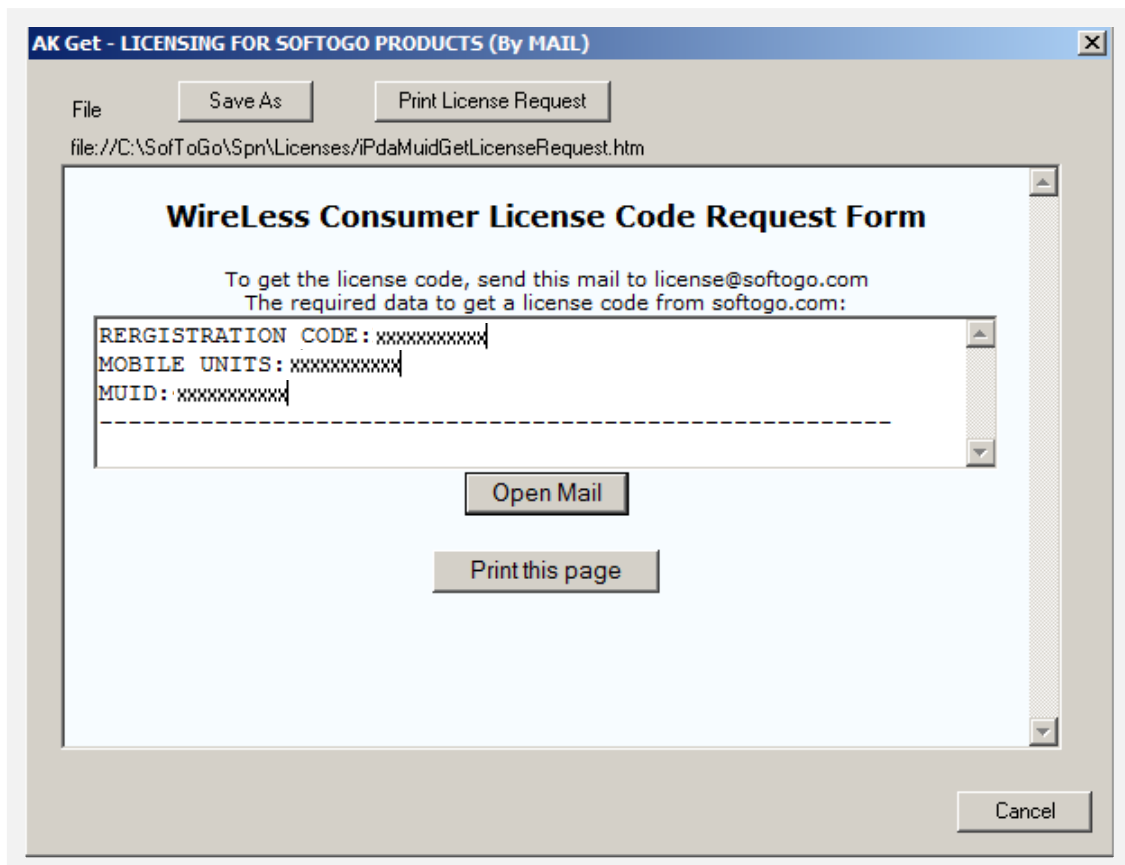 AK Get - LICENSING FOR SOFTOGO PRODUCTS (By MAIL)
File Save As Print License Request
file://C:\SofToGo\Spn\Licenses/iPdaMuidGetLicenseRequest.htm
WireLess Consumer License Code Request Form
To get the license code, send this mail to license@softogo.com
The required data to get a license code from softogo.com:
RERGISTRATION CODE: xxxxxxxxxxx
MOBILE UNITS: xxxxxxxxxxx
MUID: xxxxxxxxxxx
-------------------------------------------------------
Open Mail
Print this page
Cancel